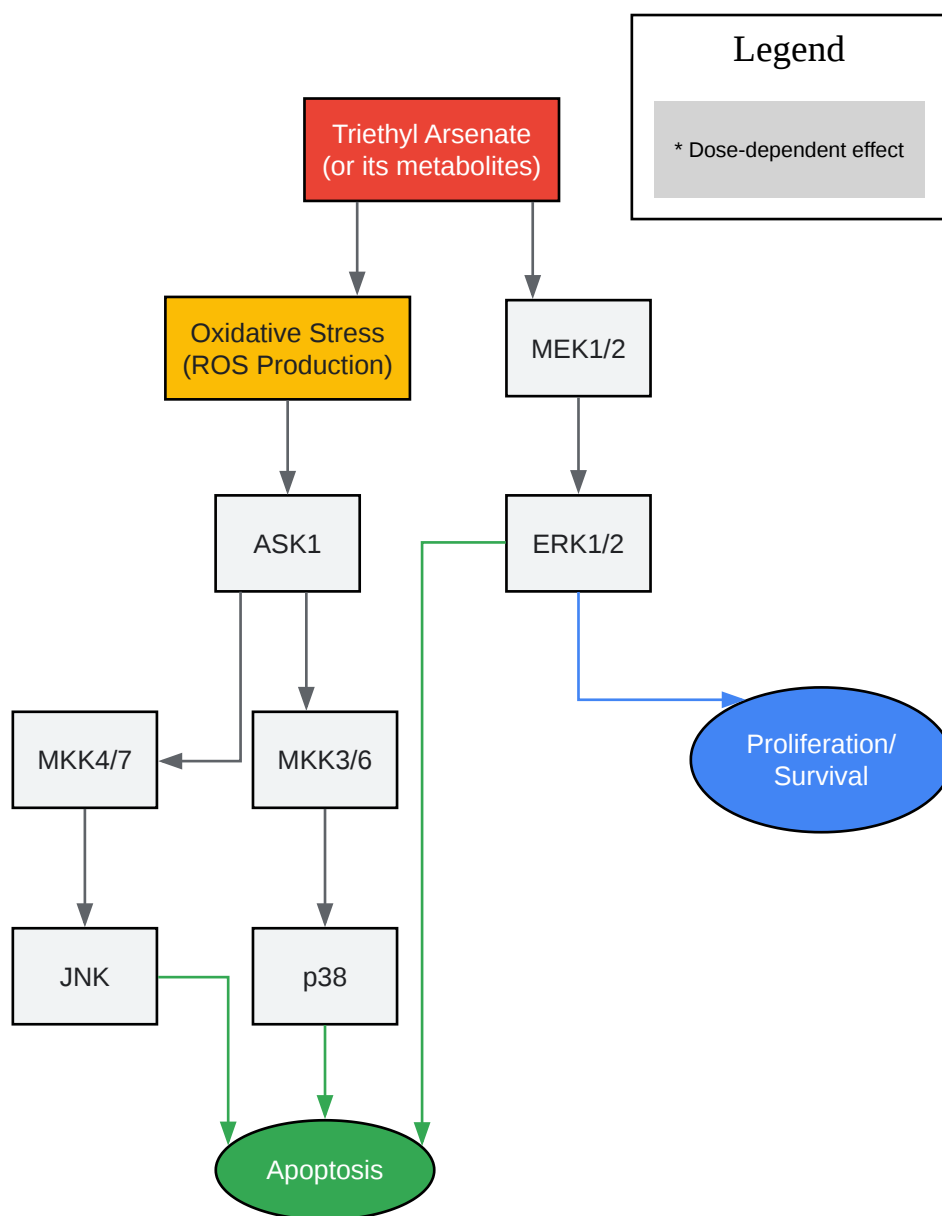 Legend
* Dose-dependent effect
Triethyl Arsenate
(or its metabolites)
Oxidative Stress
(ROS Production)
MEK1/2
ASK1
ERK1/2
MKK4/7
MKK3/6
Proliferation/
Survival
JNK
p38
Apoptosis